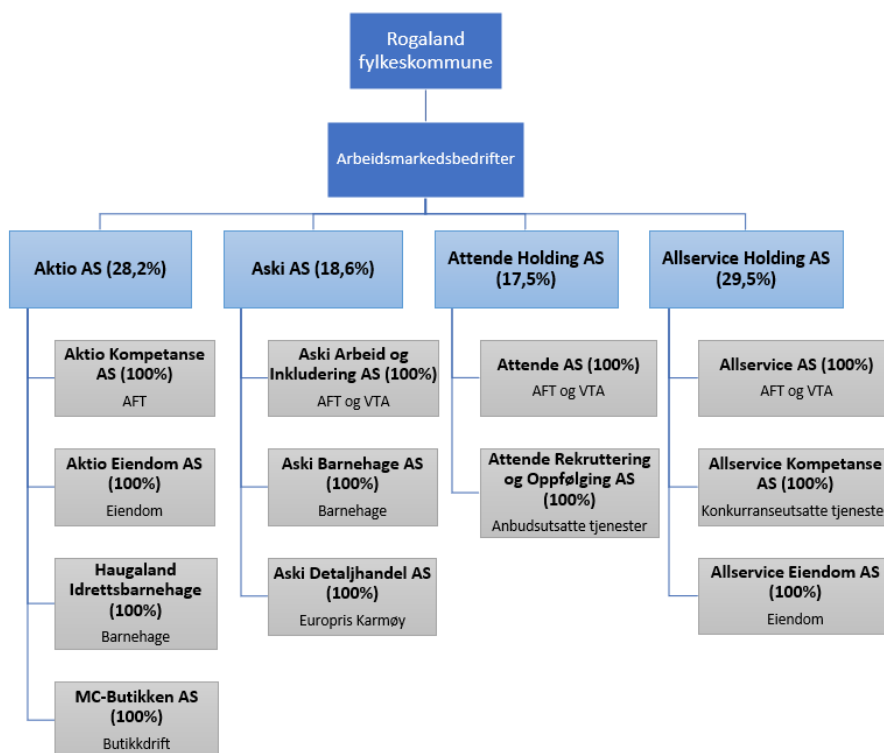 Rogaland
fylkeskommune
Arbeidsmarkedsbedrifter
Aktio AS (28,2%)
Aski AS (18,6%)
Attende Holding AS
(17,5%)
Allservice Holding AS
(29,5%)
Aktio Kompetanse
AS (100%)
AFT
Aski Arbeid og
Inkludering AS (100%)
AFT og VTA
Attende AS (100%)
AFT og VTA
Allservice AS (100%)
AFT og VTA
Aktio Eiendom AS
(100%)
Eiendom
Aski Barnehage AS
(100%)
Barnehage
Attende Rekruttering
og Oppfølging AS
(100%)
Anbudsutsatte tjenester
Allservice Kompetanse
AS (100%)
Konkurranseutsatte tjeneste
Haugaland
Idrettsbarnehage
(100%)
Barnehage
Aski Detaljhandel AS
(100%)
Europris Karmøy
Allservice Eiendom AS
(100%)
Eiendom
MC-Butikken AS
(100%)
Butikkdrift